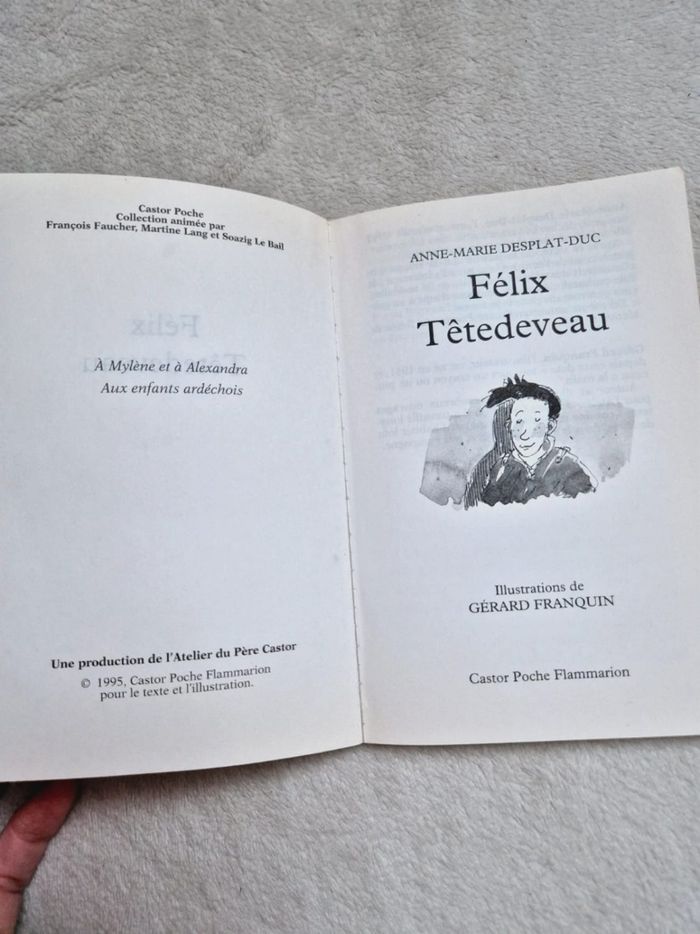 Castor Poche
Collection animée par
François Faucher, Martine Lang et Soazig Le Bail
À Mylène et à Alexandra
Aux enfants ardéchois
Une production de l'Atelier du Père Castor
© 1995, Castor Poche Flammarion
pour le texte et l'illustration.
ANNE-MARIE DESPLAT-DUC
Félix
Têtedeveau
Illustrations de
GÉRARD FRANQUIN
Castor Poche Flammarion